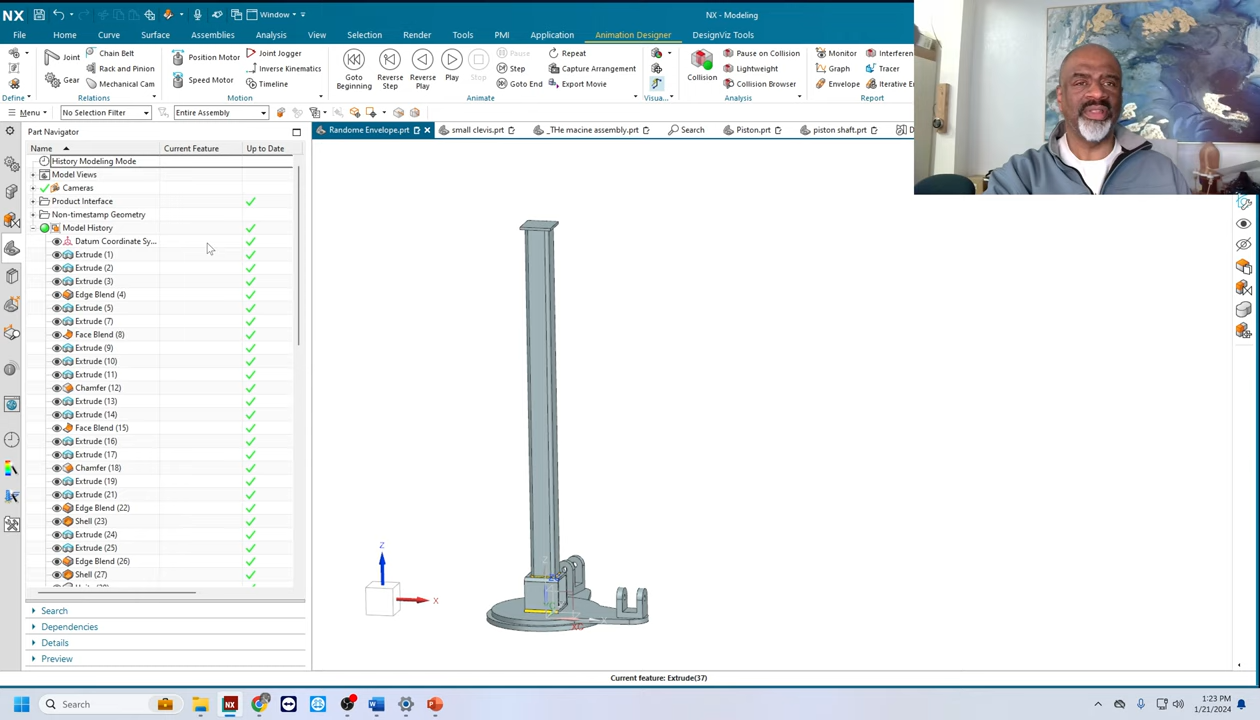 NX
Window
NX - Modeling
File Home Curve Surface Assemblies Analysis View Selection Render Tools PMI Application Animation Designer DesignViz Tools
Joint
Gear
Chain Belt
Rack and Pinion
Mechanical Cam
Position Motor
Speed Motor
Joint Jogger
Inverse Kinematics
Timeline
Goto Beginning
Reverse Step
Reverse Play
Play
Stop
Pause
Step
Goto End
Repeat
Capture Arrangement
Export Movie
Collision
Pause on Collision
Lightweight
Collision Browser
Monitor
Graph
Envelope
Interferen
Tracer
Iterative En
Define
Relations
Motion
Animate
Visua...
Analysis
Report
Menu
No Selection Filter
Entire Assembly
Part Navigator
Randome Envelope.prt
small clevis.prt
_THe macine assembly.prt
Search
Piston.prt
piston shaft.prt
Name Current Feature Up to Date
History Modeling Mode
Model Views
Cameras
Product Interface
Non-timestamp Geometry
Model History
Datum Coordinate Sy...
Extrude (1)
Extrude (2)
Extrude (3)
Edge Blend (4)
Extrude (5)
Extrude (7)
Face Blend (8)
Extrude (9)
Extrude (10)
Extrude (11)
Chamfer (12)
Extrude (13)
Extrude (14)
Face Blend (15)
Extrude (16)
Extrude (17)
Chamfer (18)
Extrude (19)
Extrude (21)
Edge Blend (22)
Shell (23)
Extrude (24)
Extrude (25)
Edge Blend (26)
Shell (27)
Search
Dependencies
Details
Preview
Z
X
Current feature: Extrude(37)
Search
NX
1:23 PM
1/21/2024